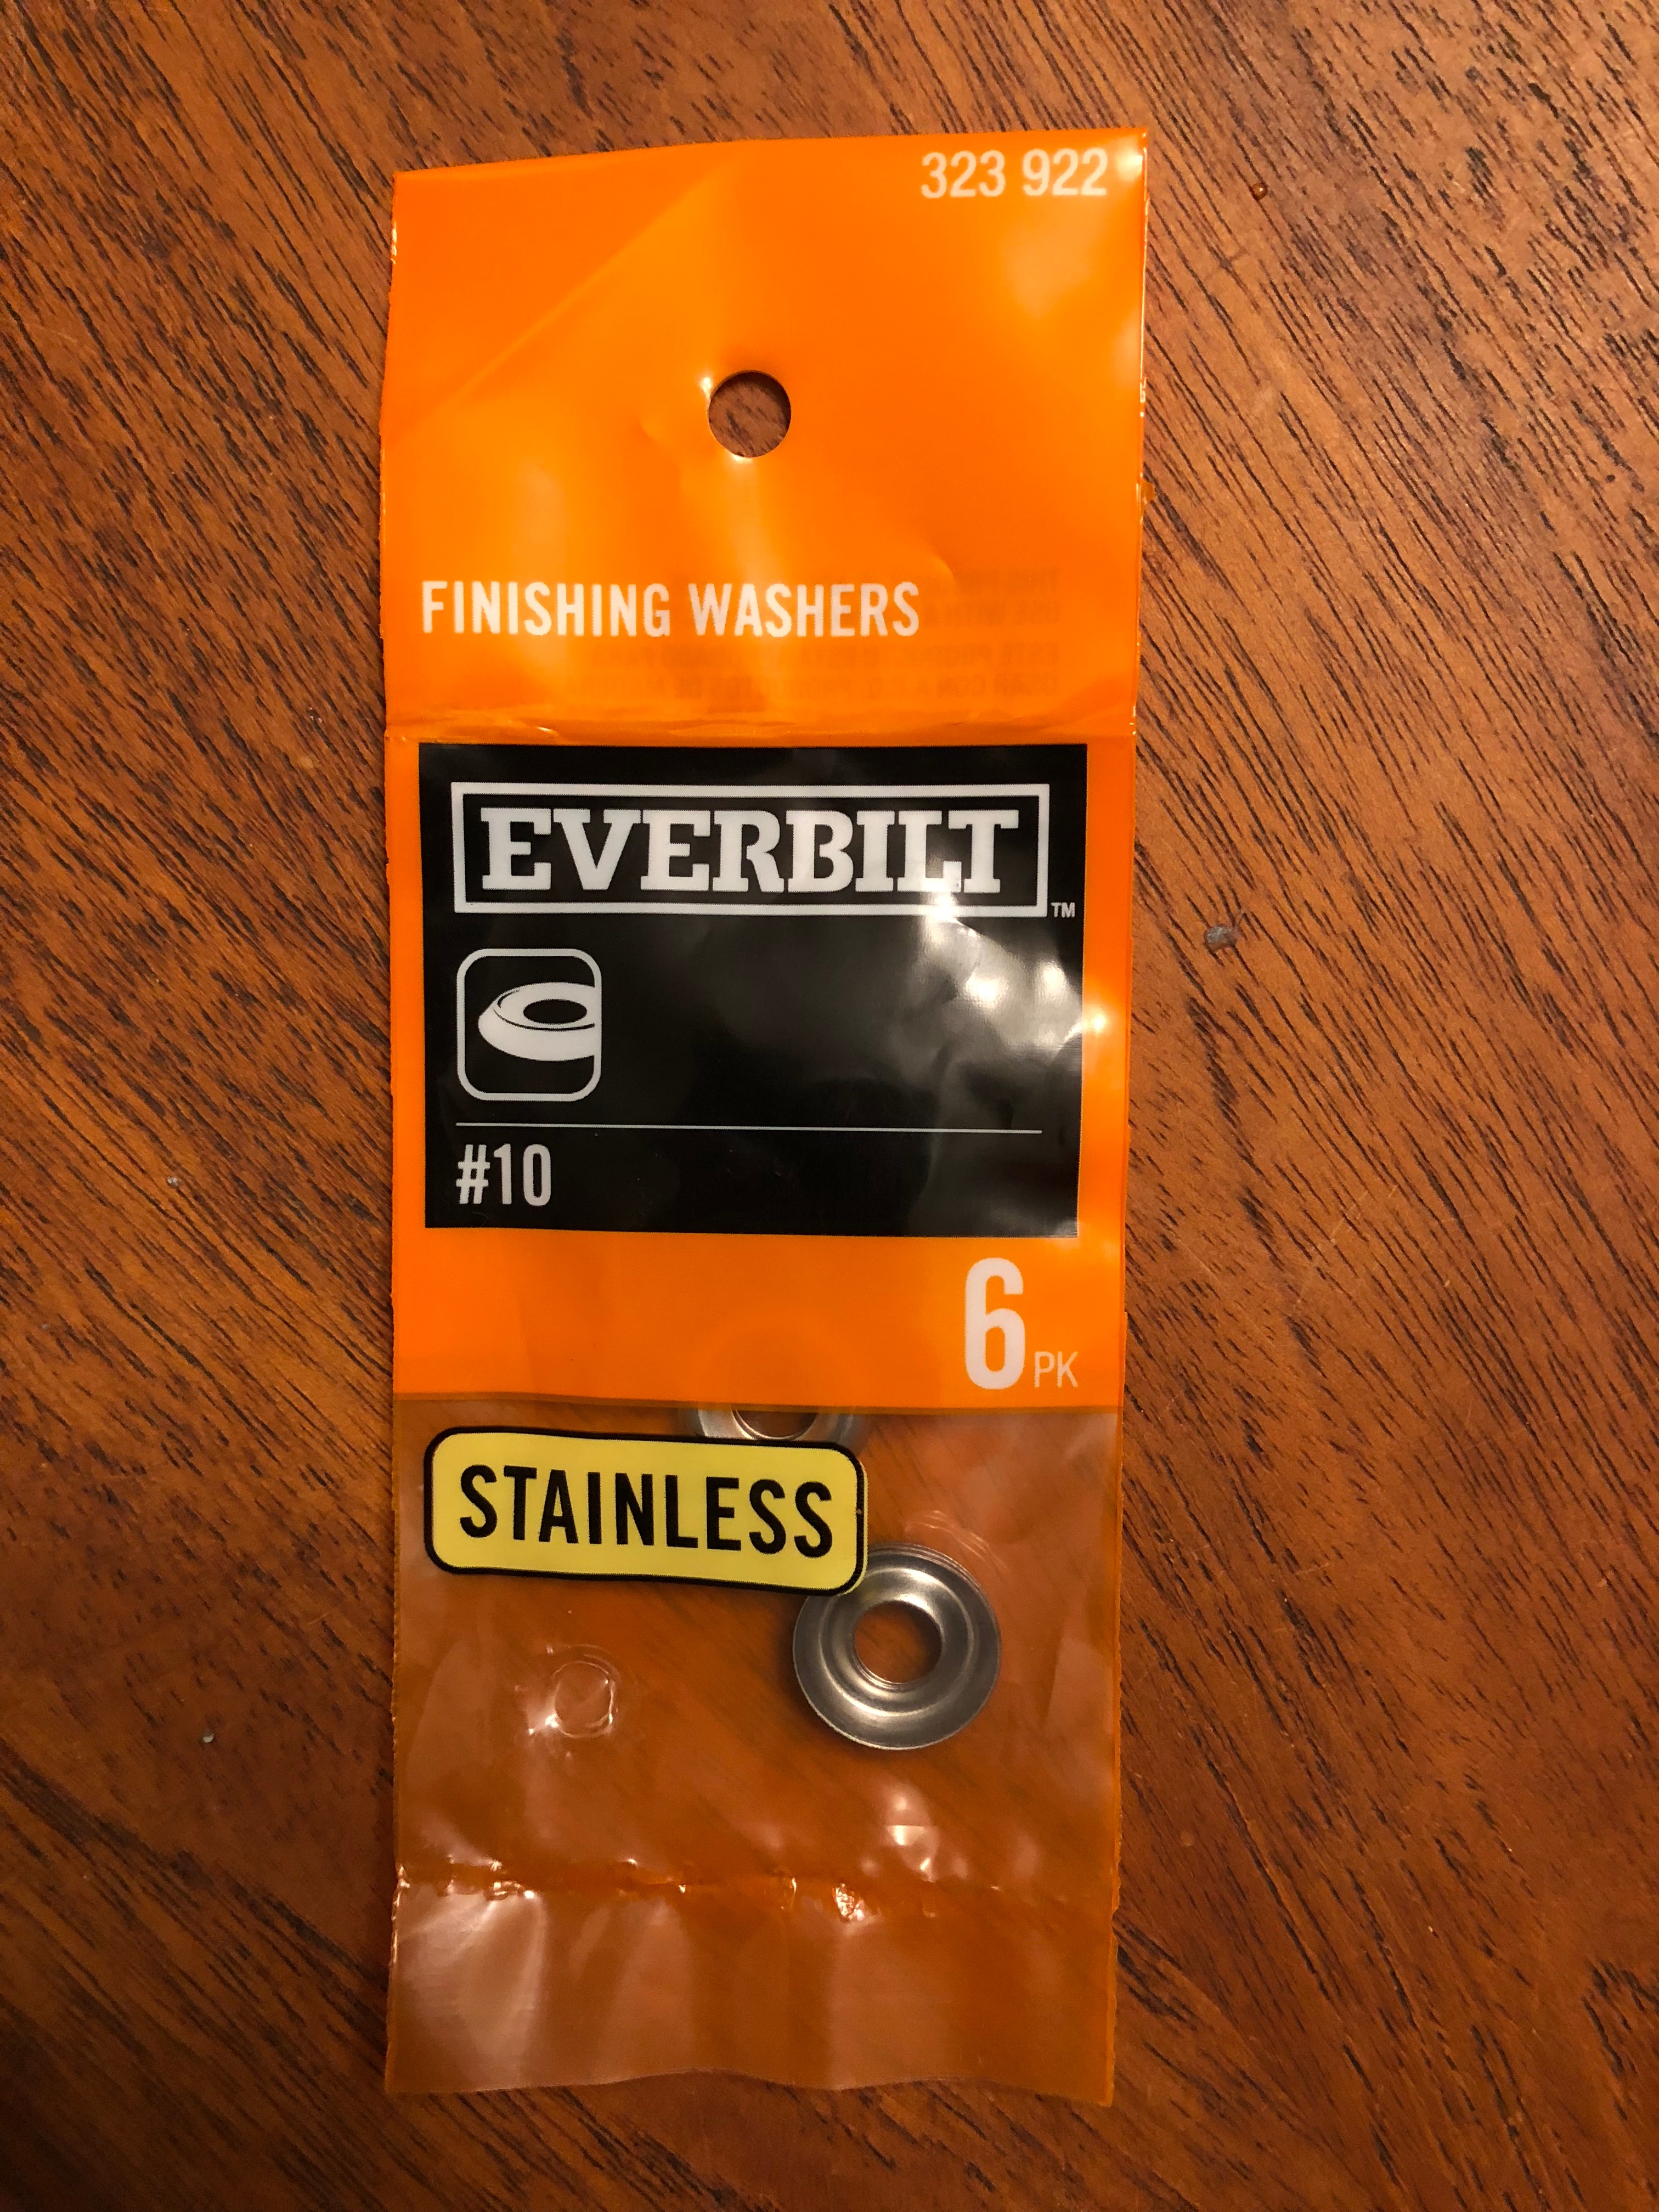 323 922
FINISHING WASHERS
EVERBILT
TM
#10
6 PK
STAINLESS